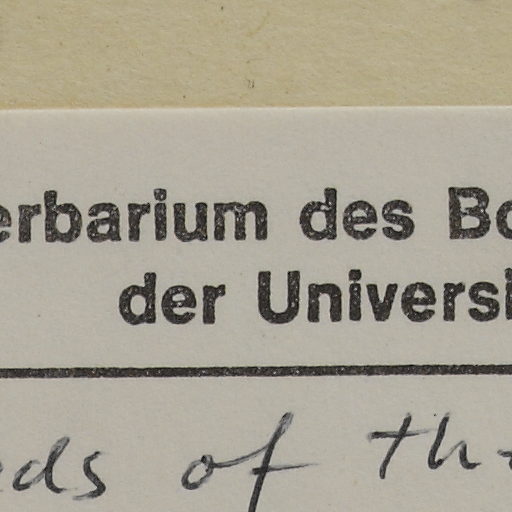 erbarium des Bo
der Universi
eds of th